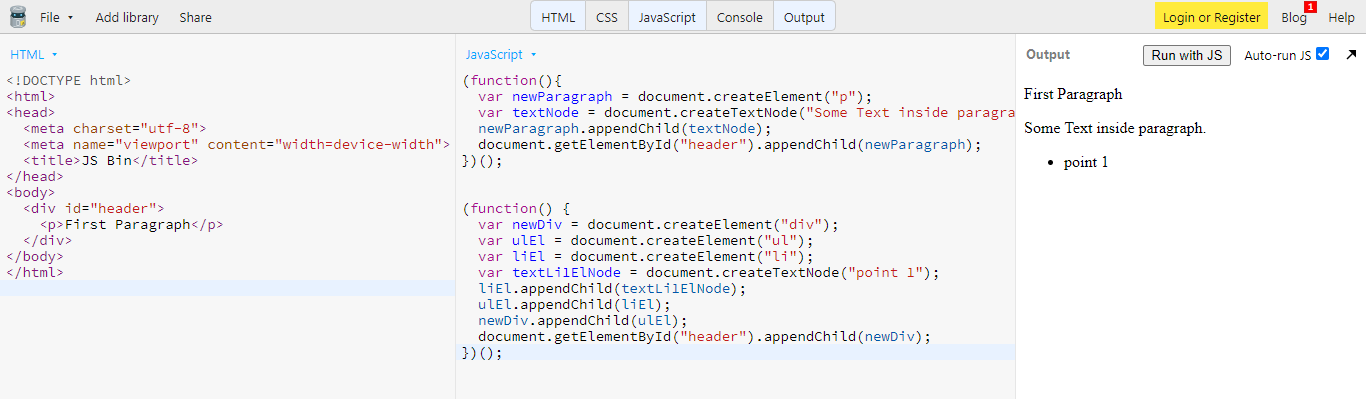 File Add library Share HTML CSS JavaScript Console Output Login or Register Blog 1 Help
HTML
<!DOCTYPE html>
<html>
<head>
  <meta charset="utf-8">
  <meta name="viewport" content="width=device-width">
  <title>JS Bin</title>
</head>
<body>
  <div id="header">
    <p>First Paragraph</p>
  </div>
</body>
</html>
JavaScript
(function(){
  var newParagraph = document.createElement("p");
  var textNode = document.createTextNode("Some Text inside paragra
  newParagraph.appendChild(textNode);
  document.getElementById("header").appendChild(newParagraph);
})();
(function() {
  var newDiv = document.createElement("div");
  var ulEl = document.createElement("ul");
  var liEl = document.createElement("li");
  var textLi1ElNode = document.createTextNode("point 1");
  liEl.appendChild(textLi1ElNode);
  ulEl.appendChild(liEl);
  newDiv.appendChild(ulEl);
  document.getElementById("header").appendChild(newDiv);
})();
Output Run with JS Auto-run JS
First Paragraph
Some Text inside paragraph.
• point 1